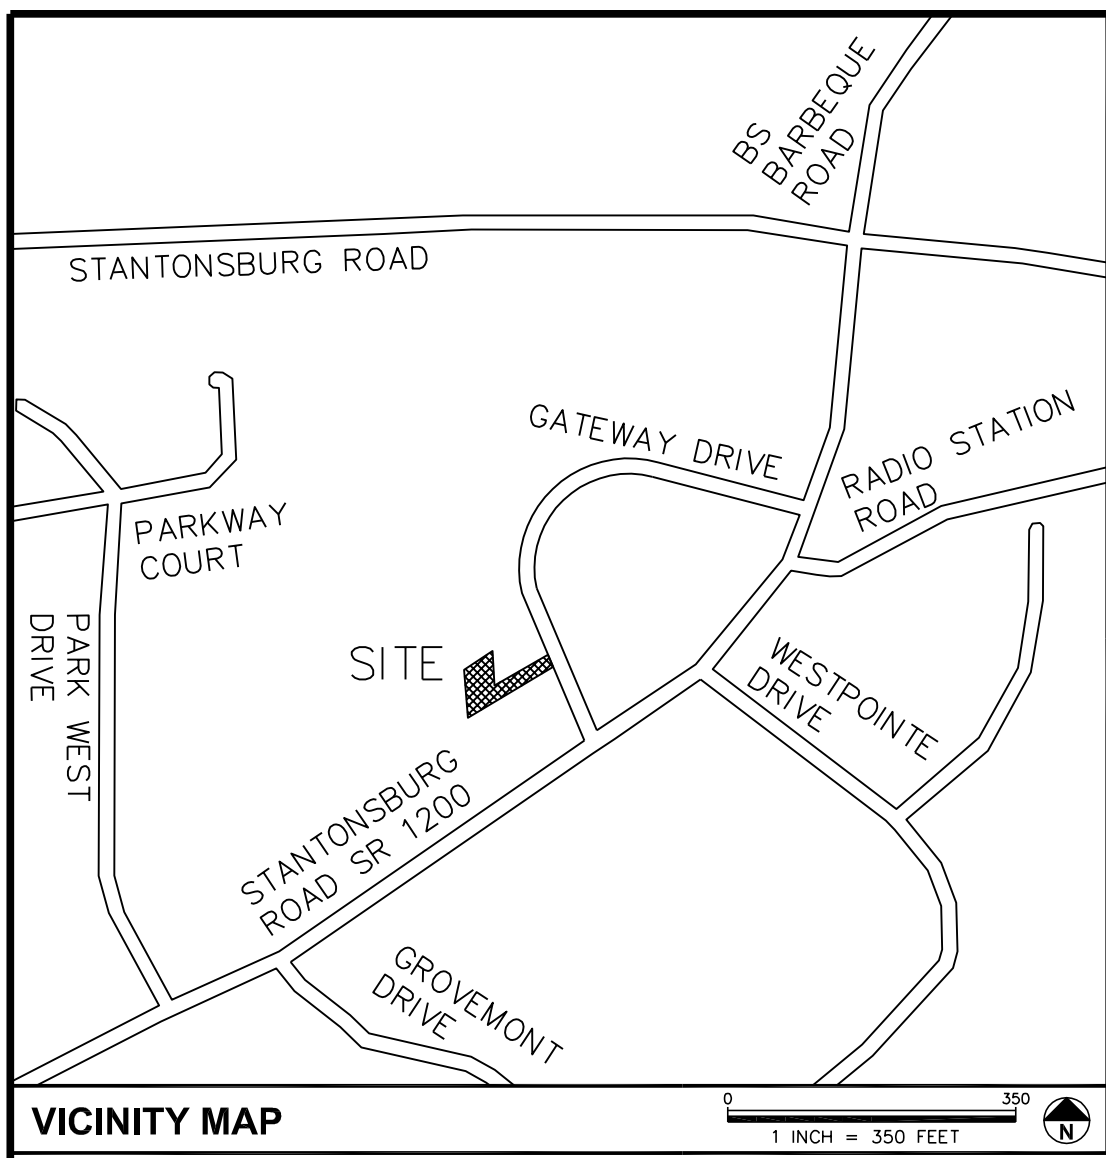 BS
BARBEQUE
ROAD
STANTONSBURG ROAD
GATEWAY DRIVE
RADIO STATION
ROAD
PARKWAY
COURT
PARK WEST
DRIVE
SITE
WESTPOINTE
DRIVE
STANTONSBURG
ROAD SR 1200
GROVEMONT
DRIVE
VICINITY MAP
0 350
1 INCH = 350 FEET
N